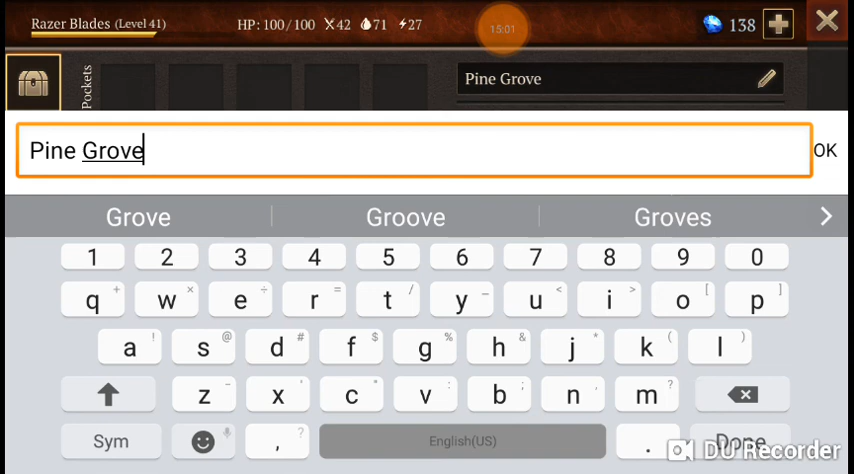 Razer Blades (Level 41) HP: 100/100 42 71 27 15:01 138
Pockets Pine Grove
Pine Grove OK
Grove Groove Groves
1 2 3 4 5 6 7 8 9 0
q + w × e ÷ r = t / y _ u < i > o [ p ]
a ! s @ d # f $ g % h & j * k ( l )
z - x ' c " v : b ; n , m ?
Sym , ? English(US) . Done
DU Recorder